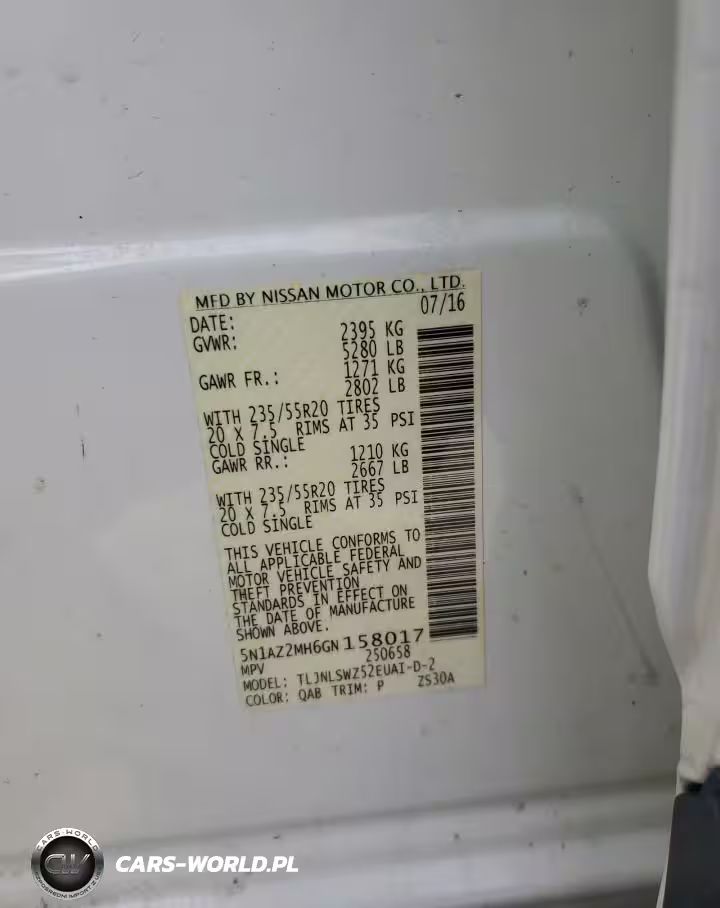 MFD BY NISSAN MOTOR CO., LTD.
DATE: 07/16
GVWR: 2395 KG
5280 LB
GAWR FR.: 1271 KG
2802 LB
WITH 235/55R20 TIRES
20 X 7.5 RIMS AT 35 PSI
COLD SINGLE
GAWR RR.: 1210 KG
2667 LB
WITH 235/55R20 TIRES
20 X 7.5 RIMS AT 35 PSI
COLD SINGLE
THIS VEHICLE CONFORMS TO
ALL APPLICABLE FEDERAL
MOTOR VEHICLE SAFETY AND
THEFT PREVENTION
STANDARDS IN EFFECT ON
THE DATE OF MANUFACTURE
SHOWN ABOVE.
5N1AZ2MH6GN158017
MPV 250658
MODEL: TLJNLSWZ52EUAI-D-2
COLOR: QAB TRIM: P ZS30A
CARS-WORLD
CW
CARS-WORLD.PL